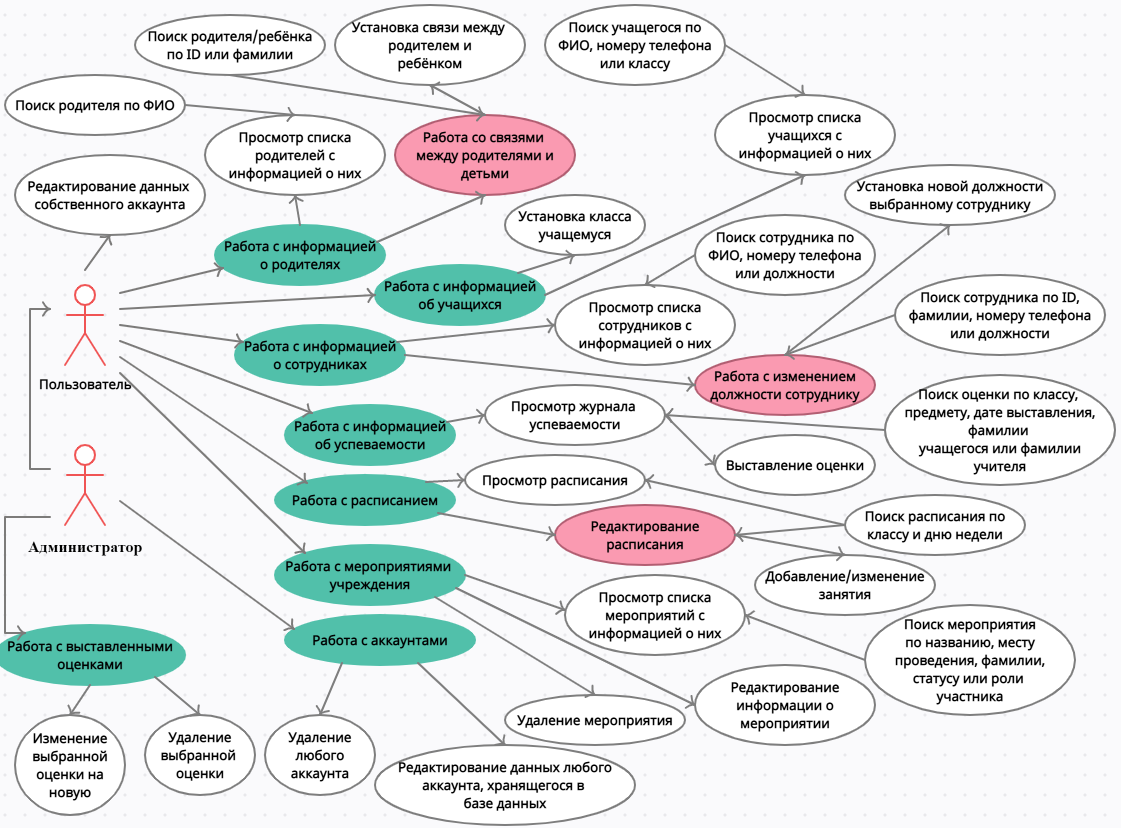 Поиск родителя/ребёнка
по ID или фамилии
Установка связи между
родителем и
ребёнком
Поиск учащегося по
ФИО, номеру телефона
или классу
Поиск родителя по ФИО
Просмотр списка
родителей с
информацией о них
Работа со связями
между родителями и
детьми
Просмотр списка
учащихся с
информацией о них
Редактирование данных
собственного аккаунта
Установка новой должности
выбранному сотруднику
Установка класса
учащемуся
Работа с информацией
о родителях
Поиск сотрудника по
ФИО, номеру телефона
или должности
Работа с информацией
об учащихся
Просмотр списка
сотрудников с
информацией о них
Поиск сотрудника по ID,
фамилии, номеру телефона
или должности
Работа с информацией
о сотрудниках
Пользователь
Работа с изменением
должности сотруднику
Работа с информацией
об успеваемости
Просмотр журнала
успеваемости
Поиск оценки по классу,
предмету, дате выставления,
фамилии
учащегося или фамилии
учителя
Выставление оценки
Просмотр расписания
Работа с расписанием
Редактирование
расписания
Поиск расписания по
классу и дню недели
Администратор
Работа с мероприятиями
учреждения
Добавление/изменение
занятия
Просмотр списка
мероприятий с
информацией о них
Поиск мероприятия
по названию, месту
проведения, фамилии,
статусу или роли
участника
Работа с выставленными
оценками
Работа с аккаунтами
Удаление мероприятия
Редактирование
информации о
мероприятии
Изменение
выбранной
оценки на
новую
Удаление
выбранной
оценки
Удаление
любого
аккаунта
Редактирование данных любого
аккаунта, хранящегося в
базе данных